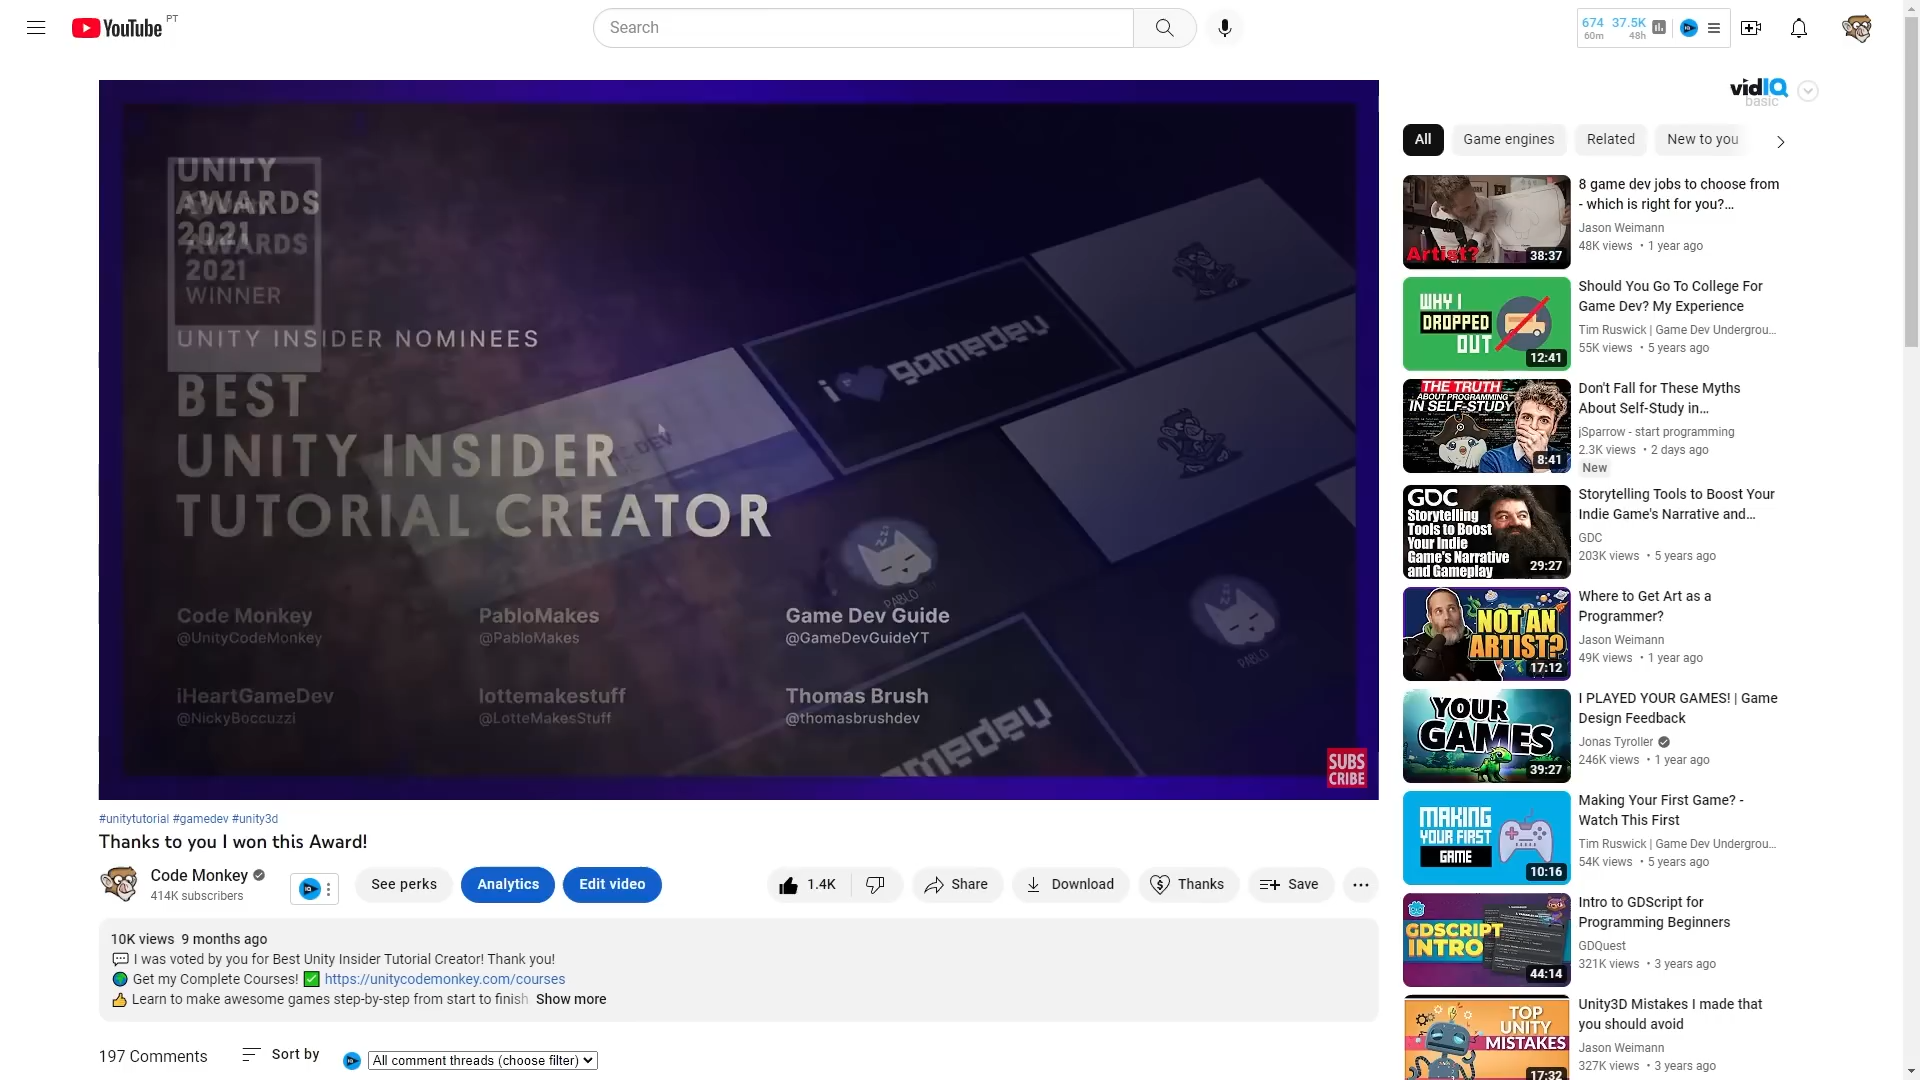 YouTube PT
Search
674 37.5K
60m 48h
UNITY
AWARDS
2021
AWARDS
2021
WINNER
UNITY INSIDER NOMINEES
BEST
UNITY INSIDER
TUTORIAL CREATOR
i gamedev
PABLO
PABLO
gamedev
Code Monkey
@UnityCodeMonkey
PabloMakes
@PabloMakes
Game Dev Guide
@GameDevGuideYT
iHeartGameDev
@NickyBoccuzzi
lottemakestuff
@LotteMakesStuff
Thomas Brush
@thomasbrushdev
SUBS
CRIBE
#unitytutorial #gamedev #unity3d
Thanks to you I won this Award!
Code Monkey
414K subscribers
See perks
Analytics
Edit video
1.4K
Share
Download
Thanks
Save
10K views 9 months ago
I was voted by you for Best Unity Insider Tutorial Creator! Thank you!
Get my Complete Courses! ✅ https://unitycodemonkey.com/courses
Learn to make awesome games step-by-step from start to finish Show more
197 Comments
Sort by
All comment threads (choose filter)
vidIQ
basic
All
Game engines
Related
New to you
Artist?
38:37
8 game dev jobs to choose from
- which is right for you?...
Jason Weimann
48K views • 1 year ago
WHY I
DROPPED
OUT
12:41
Should You Go To College For
Game Dev? My Experience
Tim Ruswick | Game Dev Undergrou...
55K views • 5 years ago
THE TRUTH
ABOUT PROGRAMMING
IN SELF-STUDY
8:41
Don't Fall for These Myths
About Self-Study in...
jSparrow - start programming
2.3K views • 2 days ago
New
GDC
Storytelling
Tools to Boost
Your Indie
Game's Narrative
and Gameplay
29:27
Storytelling Tools to Boost Your
Indie Game's Narrative and...
GDC
203K views • 5 years ago
NOT AN
ARTIST?
17:12
Where to Get Art as a
Programmer?
Jason Weimann
49K views • 1 year ago
YOUR
GAMES
39:27
I PLAYED YOUR GAMES! | Game
Design Feedback
Jonas Tyroller
246K views • 1 year ago
MAKING
YOUR FIRST
GAME
10:16
Making Your First Game? -
Watch This First
Tim Ruswick | Game Dev Undergrou...
54K views • 5 years ago
GDSCRIPT
INTRO
44:14
Intro to GDScript for
Programming Beginners
GDQuest
321K views • 3 years ago
TOP
UNITY
MISTAKES
17:32
Unity3D Mistakes I made that
you should avoid
Jason Weimann
327K views • 3 years ago